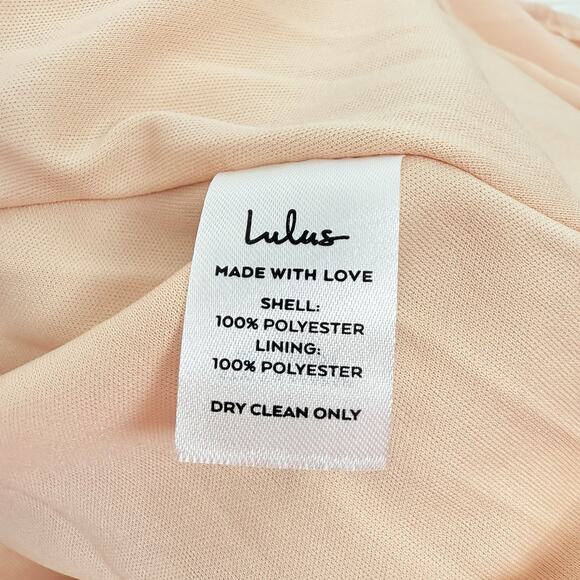 Lulus
MADE WITH LOVE
SHELL:
100% POLYESTER
LINING:
100% POLYESTER
DRY CLEAN ONLY